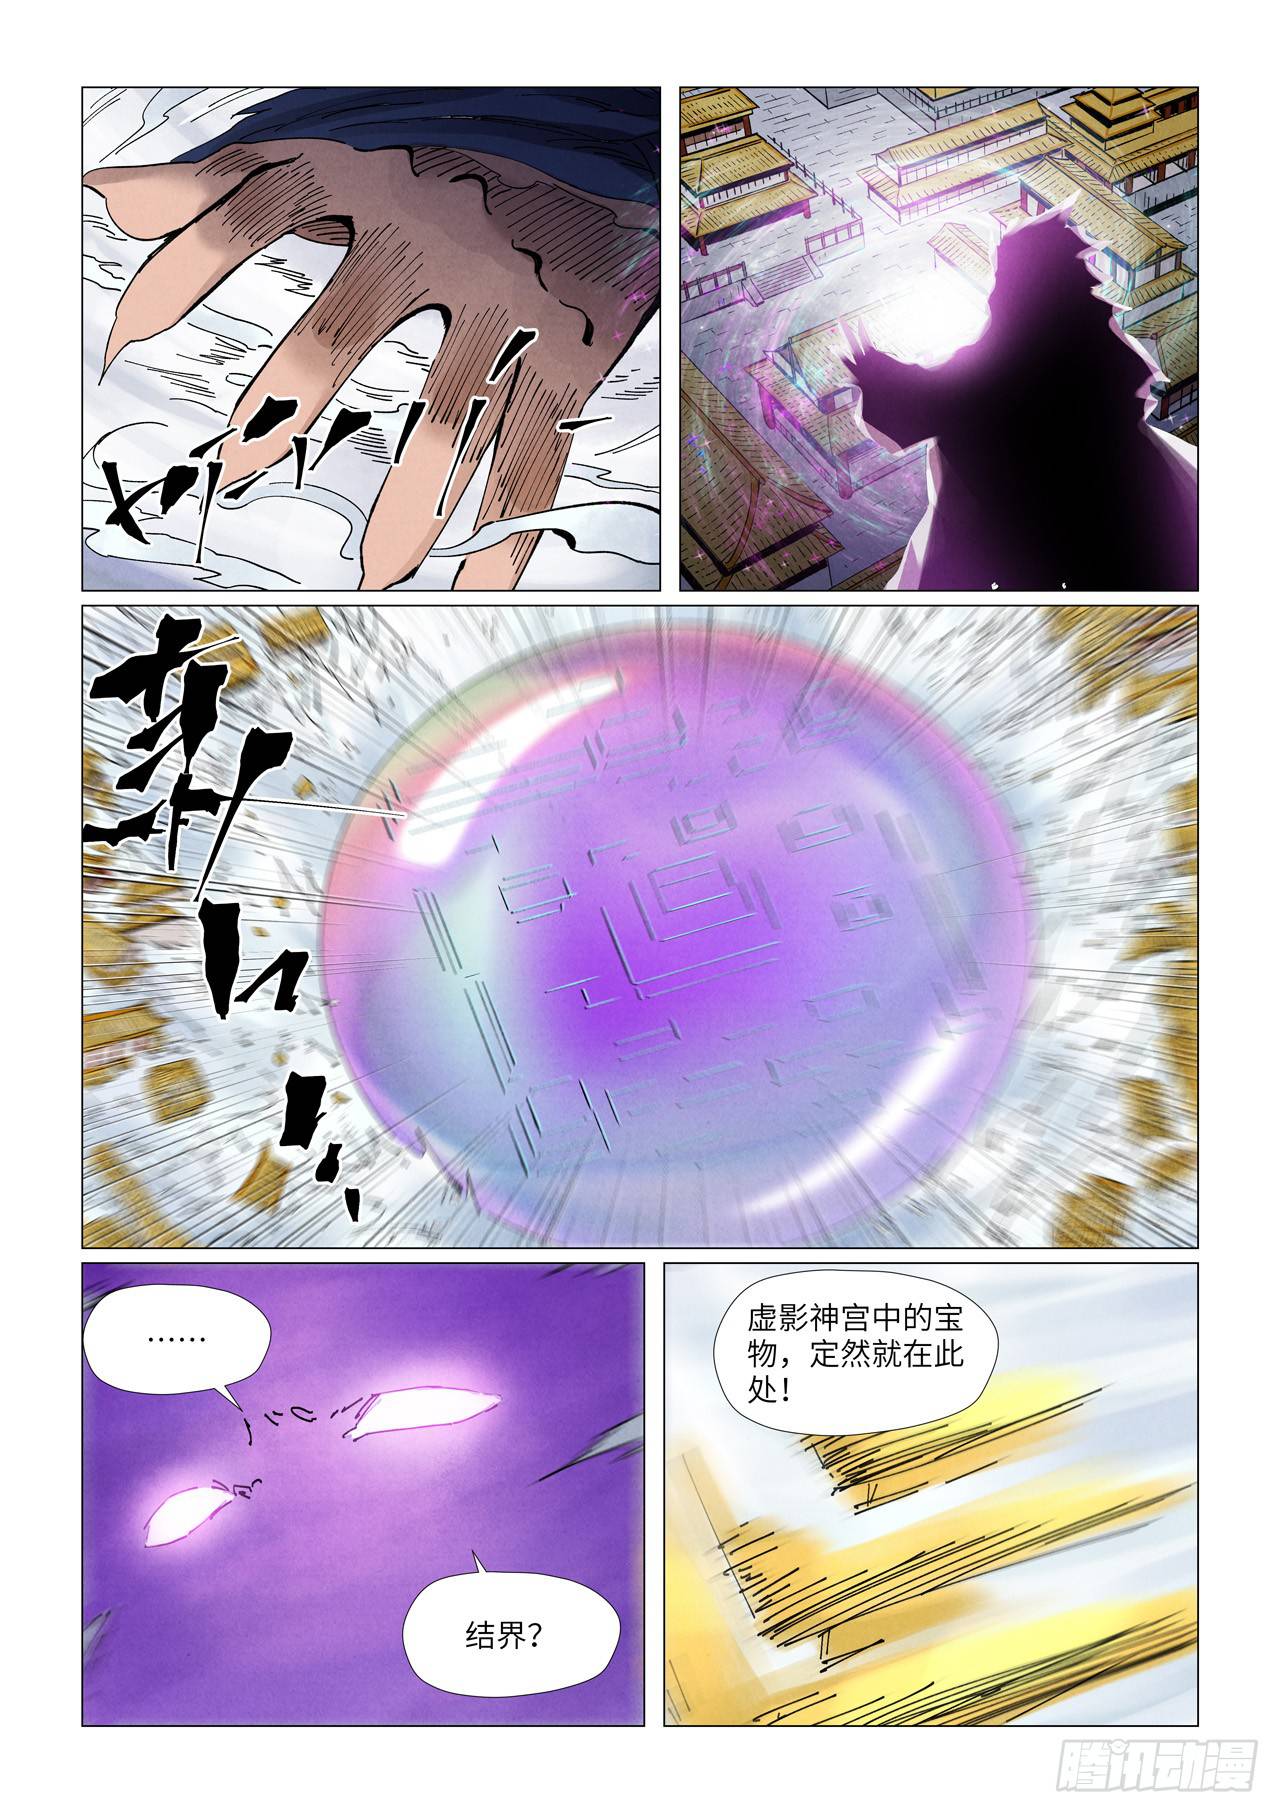 ……
结界？
虚影神宫中的宝
物，定然就在此
处！
腾讯动漫